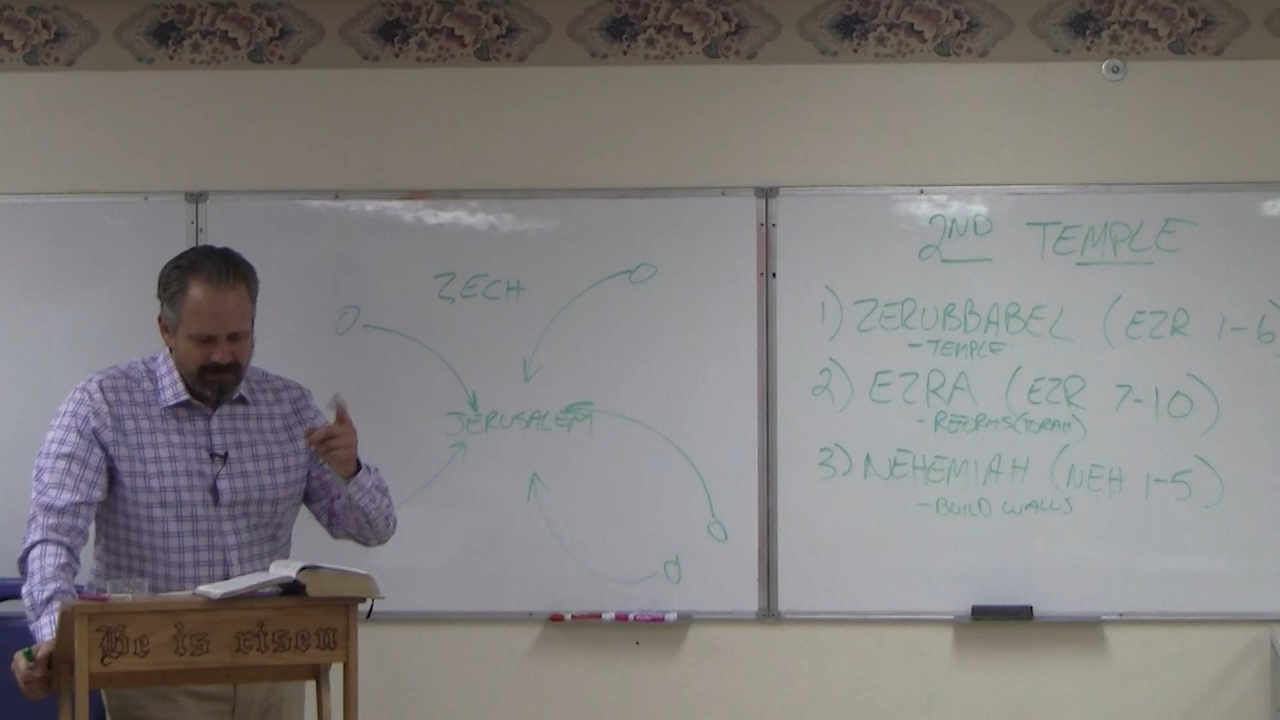 ZECH
JERUSALEM
2ND TEMPLE
1) ZERUBBABEL (EZR 1-6)
- TEMPLE
2) EZRA (EZR 7-10)
- REFORMS (TORAH)
3) NEHEMIAH (NEH 1-5)
- BUILD WALLS
He is risen